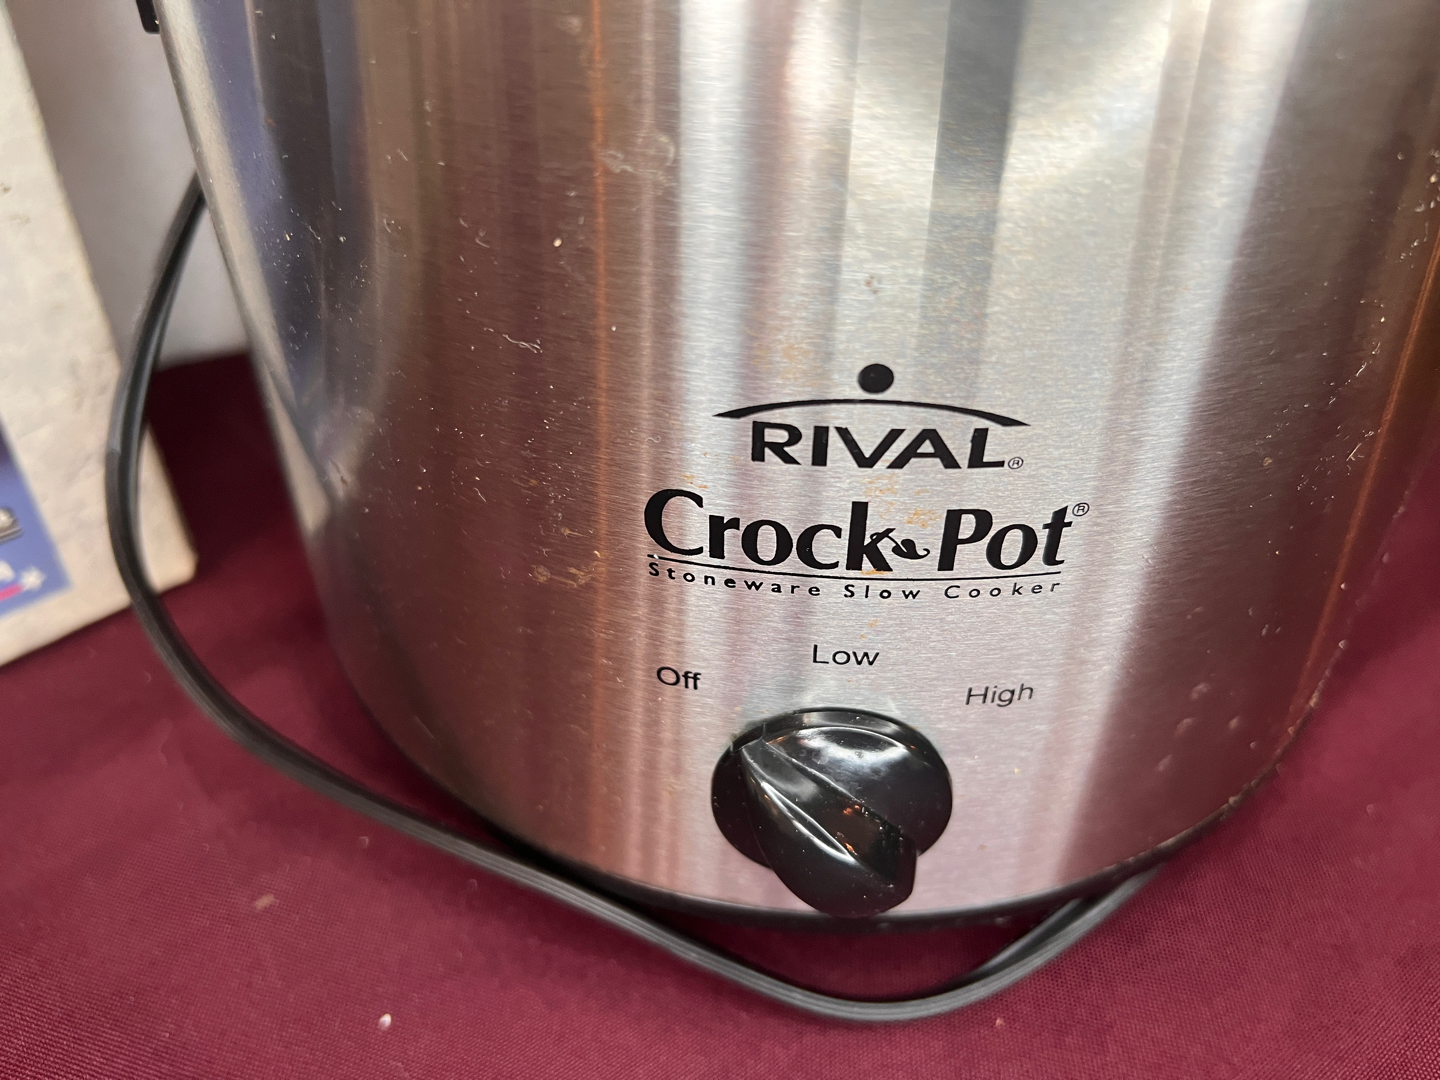 RIVAL®
Crock-Pot®
Stoneware Slow Cooker
Low
Off
High